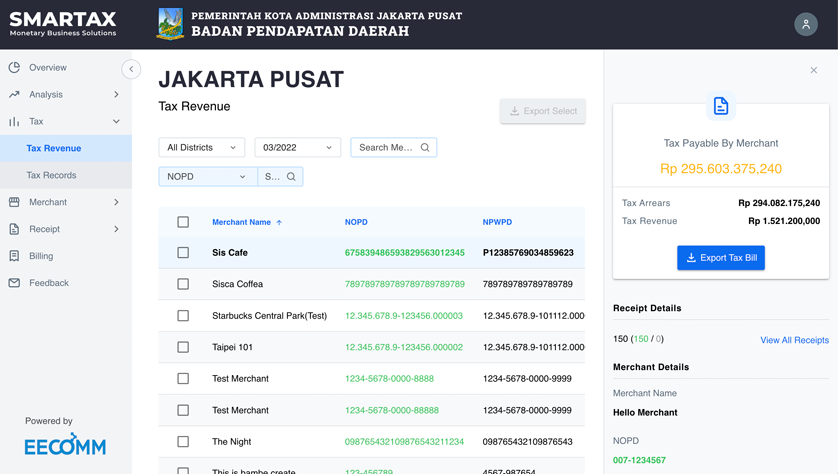 SMARTAX
Monetary Business Solutions
PEMERINTAH KOTA ADMINISTRASI JAKARTA PUSAT
BADAN PENDAPATAN DAERAH
Overview
Analysis
Tax
Tax Revenue
Tax Records
Merchant
Receipt
Billing
Feedback
Powered by
EECOMM
JAKARTA PUSAT
Tax Revenue
Export Select
All Districts
03/2022
Search Me...
NOPD
S...
Merchant Name NOPD NPWPD
Sis Cafe 675839486593829563012345 P12385769034859623
Sisca Coffea 789789789789789789789789 789789789789789789
Starbucks Central Park(Test) 12.345.678.9-123456.000003 12.345.678.9-101112.000
Taipei 101 12.345.678.9-123456.000002 12.345.678.9-101112.000
Test Merchant 1234-5678-0000-8888 1234-5678-0000-9999
Test Merchant 1234-5678-0000-88888 1234-5678-0000-9999
The Night 098765432109876543211234 098765432109876543
This is bambe create 123-456789 4567-987654
Tax Payable By Merchant
Rp 295.603.375,240
Tax Arrears Rp 294.082.175,240
Tax Revenue Rp 1.521.200,000
Export Tax Bill
Receipt Details
150 (150 / 0) View All Receipts
Merchant Details
Merchant Name
Hello Merchant
NOPD
007-1234567